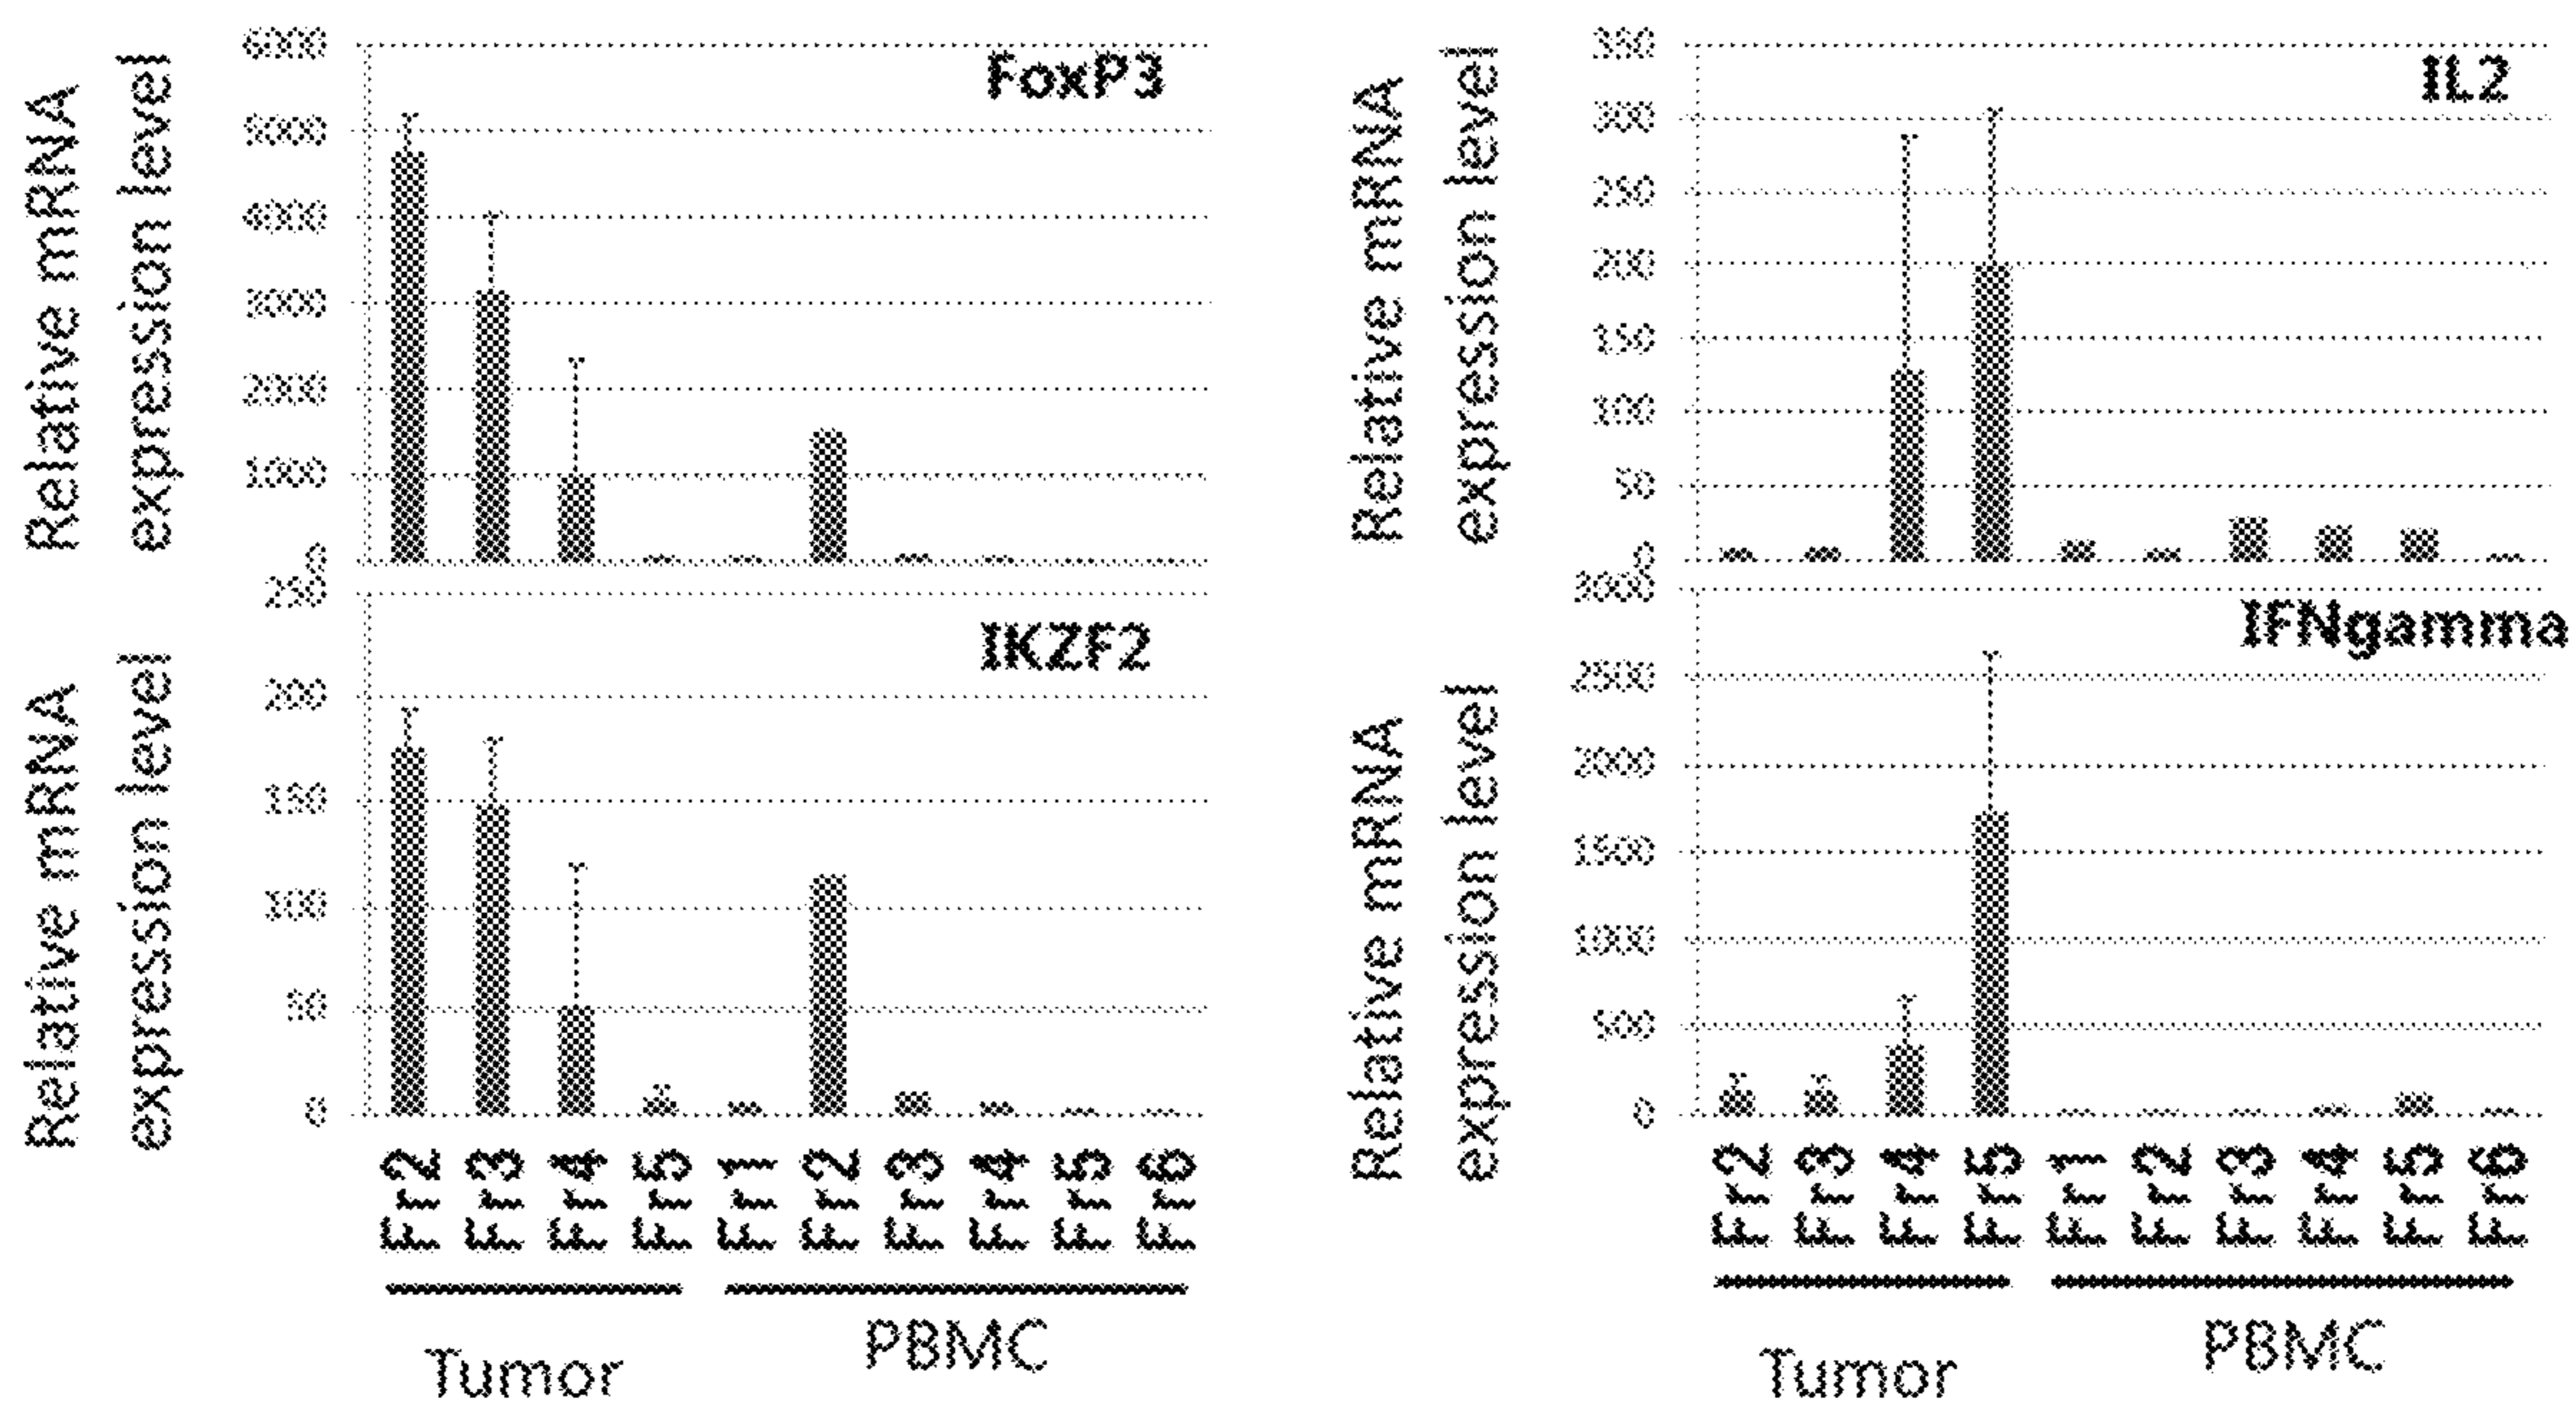 Relative mRNA
expression level
6000
5000
4000
3000
2000
1000
0
FoxP3
Relative mRNA
expression level
250
200
150
100
50
0
IKZF2
Fr2 Fr3 Fr4 Fr5 Fr1 Fr2 Fr3 Fr4 Fr5 Fr6
Tumor PBMC
Relative mRNA
expression level
350
300
250
200
150
100
50
0
IL2
Relative mRNA
expression level
3000
2500
2000
1500
1000
500
0
IFNgamma
Fr2 Fr3 Fr4 Fr5 Fr1 Fr2 Fr3 Fr4 Fr5 Fr6
Tumor PBMC